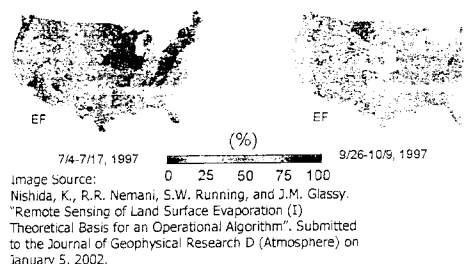 EF
EF
(%)
7/4-7/17, 1997
9/26-10/9, 1997
0 25 50 75 100
Image Source:
Nishida, K., R.R. Nemani, S.W. Running, and J.M. Glassy.
"Remote Sensing of Land Surface Evaporation (I)
Theoretical Basis for an Operational Algorithm". Submitted
to the Journal of Geophysical Research D (Atmosphere) on
January 5, 2002.